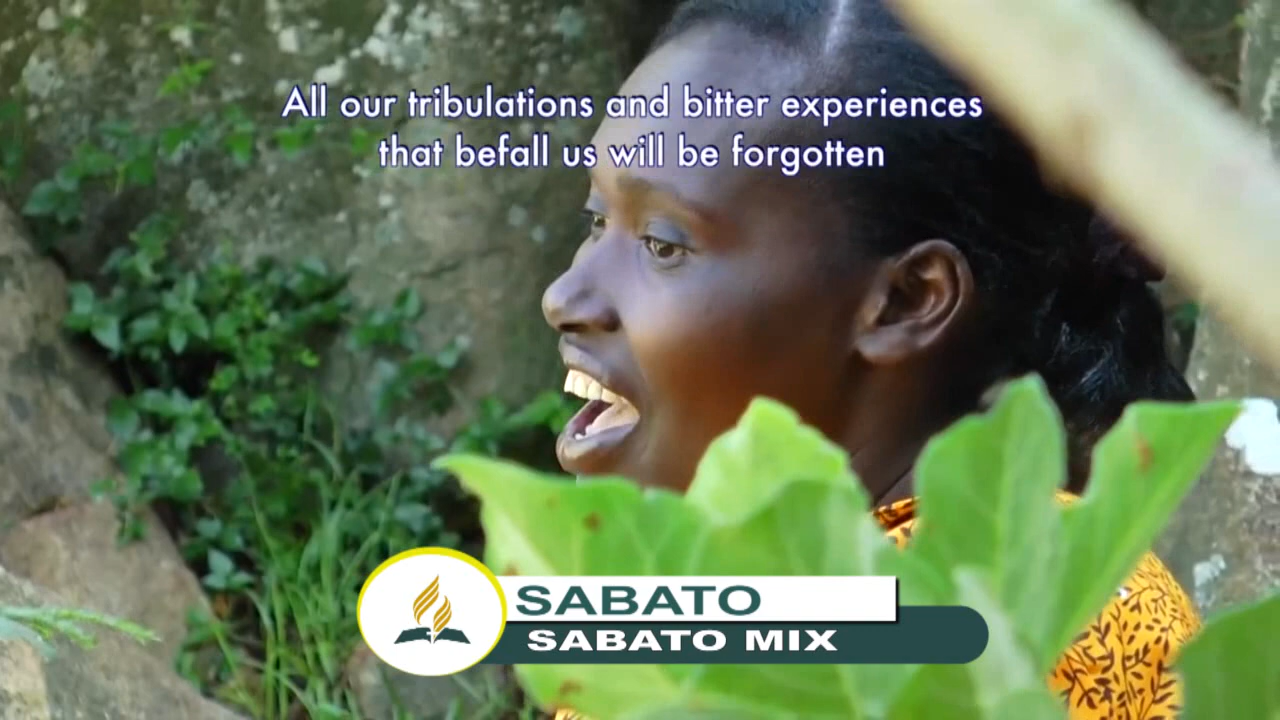 All our tribulations and bitter experiences
that befall us will be forgotten
SABATO
SABATO MIX